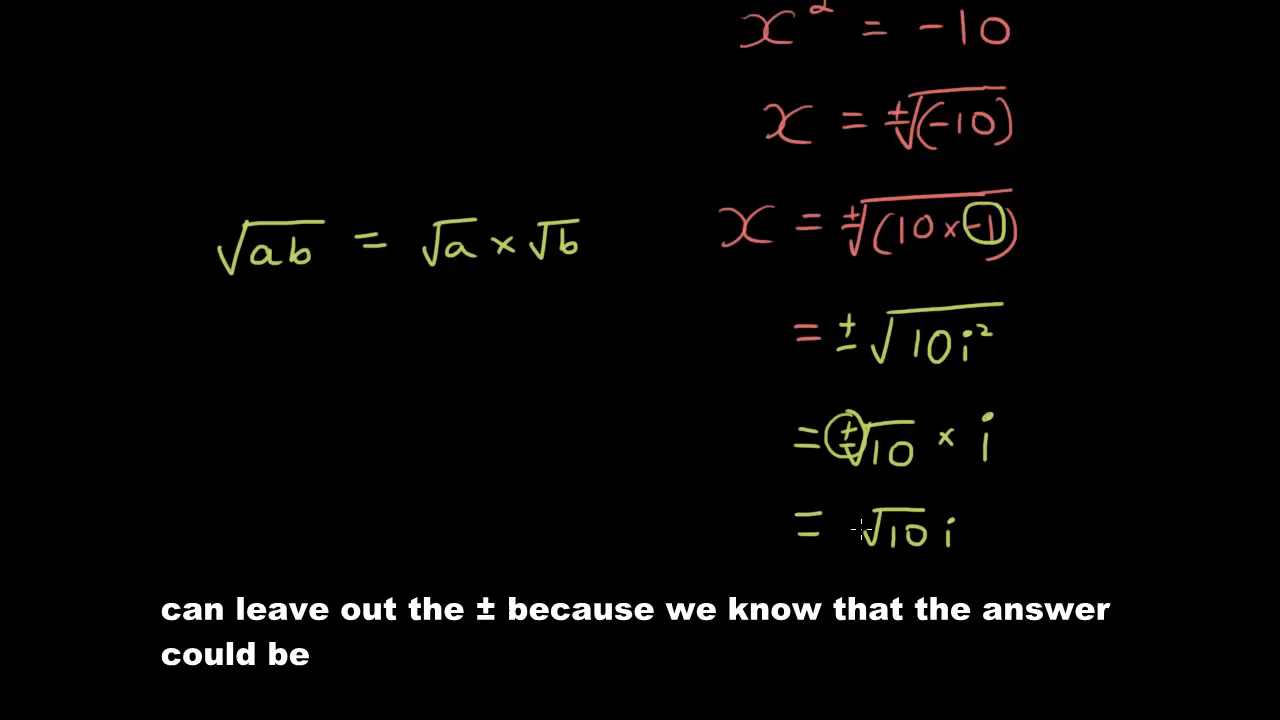 x² = -10
x = ±√(-10)
x = ±√(10 × -1)
√ab = √a × √b
= ±√10i²
= ±√10 × i
= √10 i
can leave out the ± because we know that the answer
could be